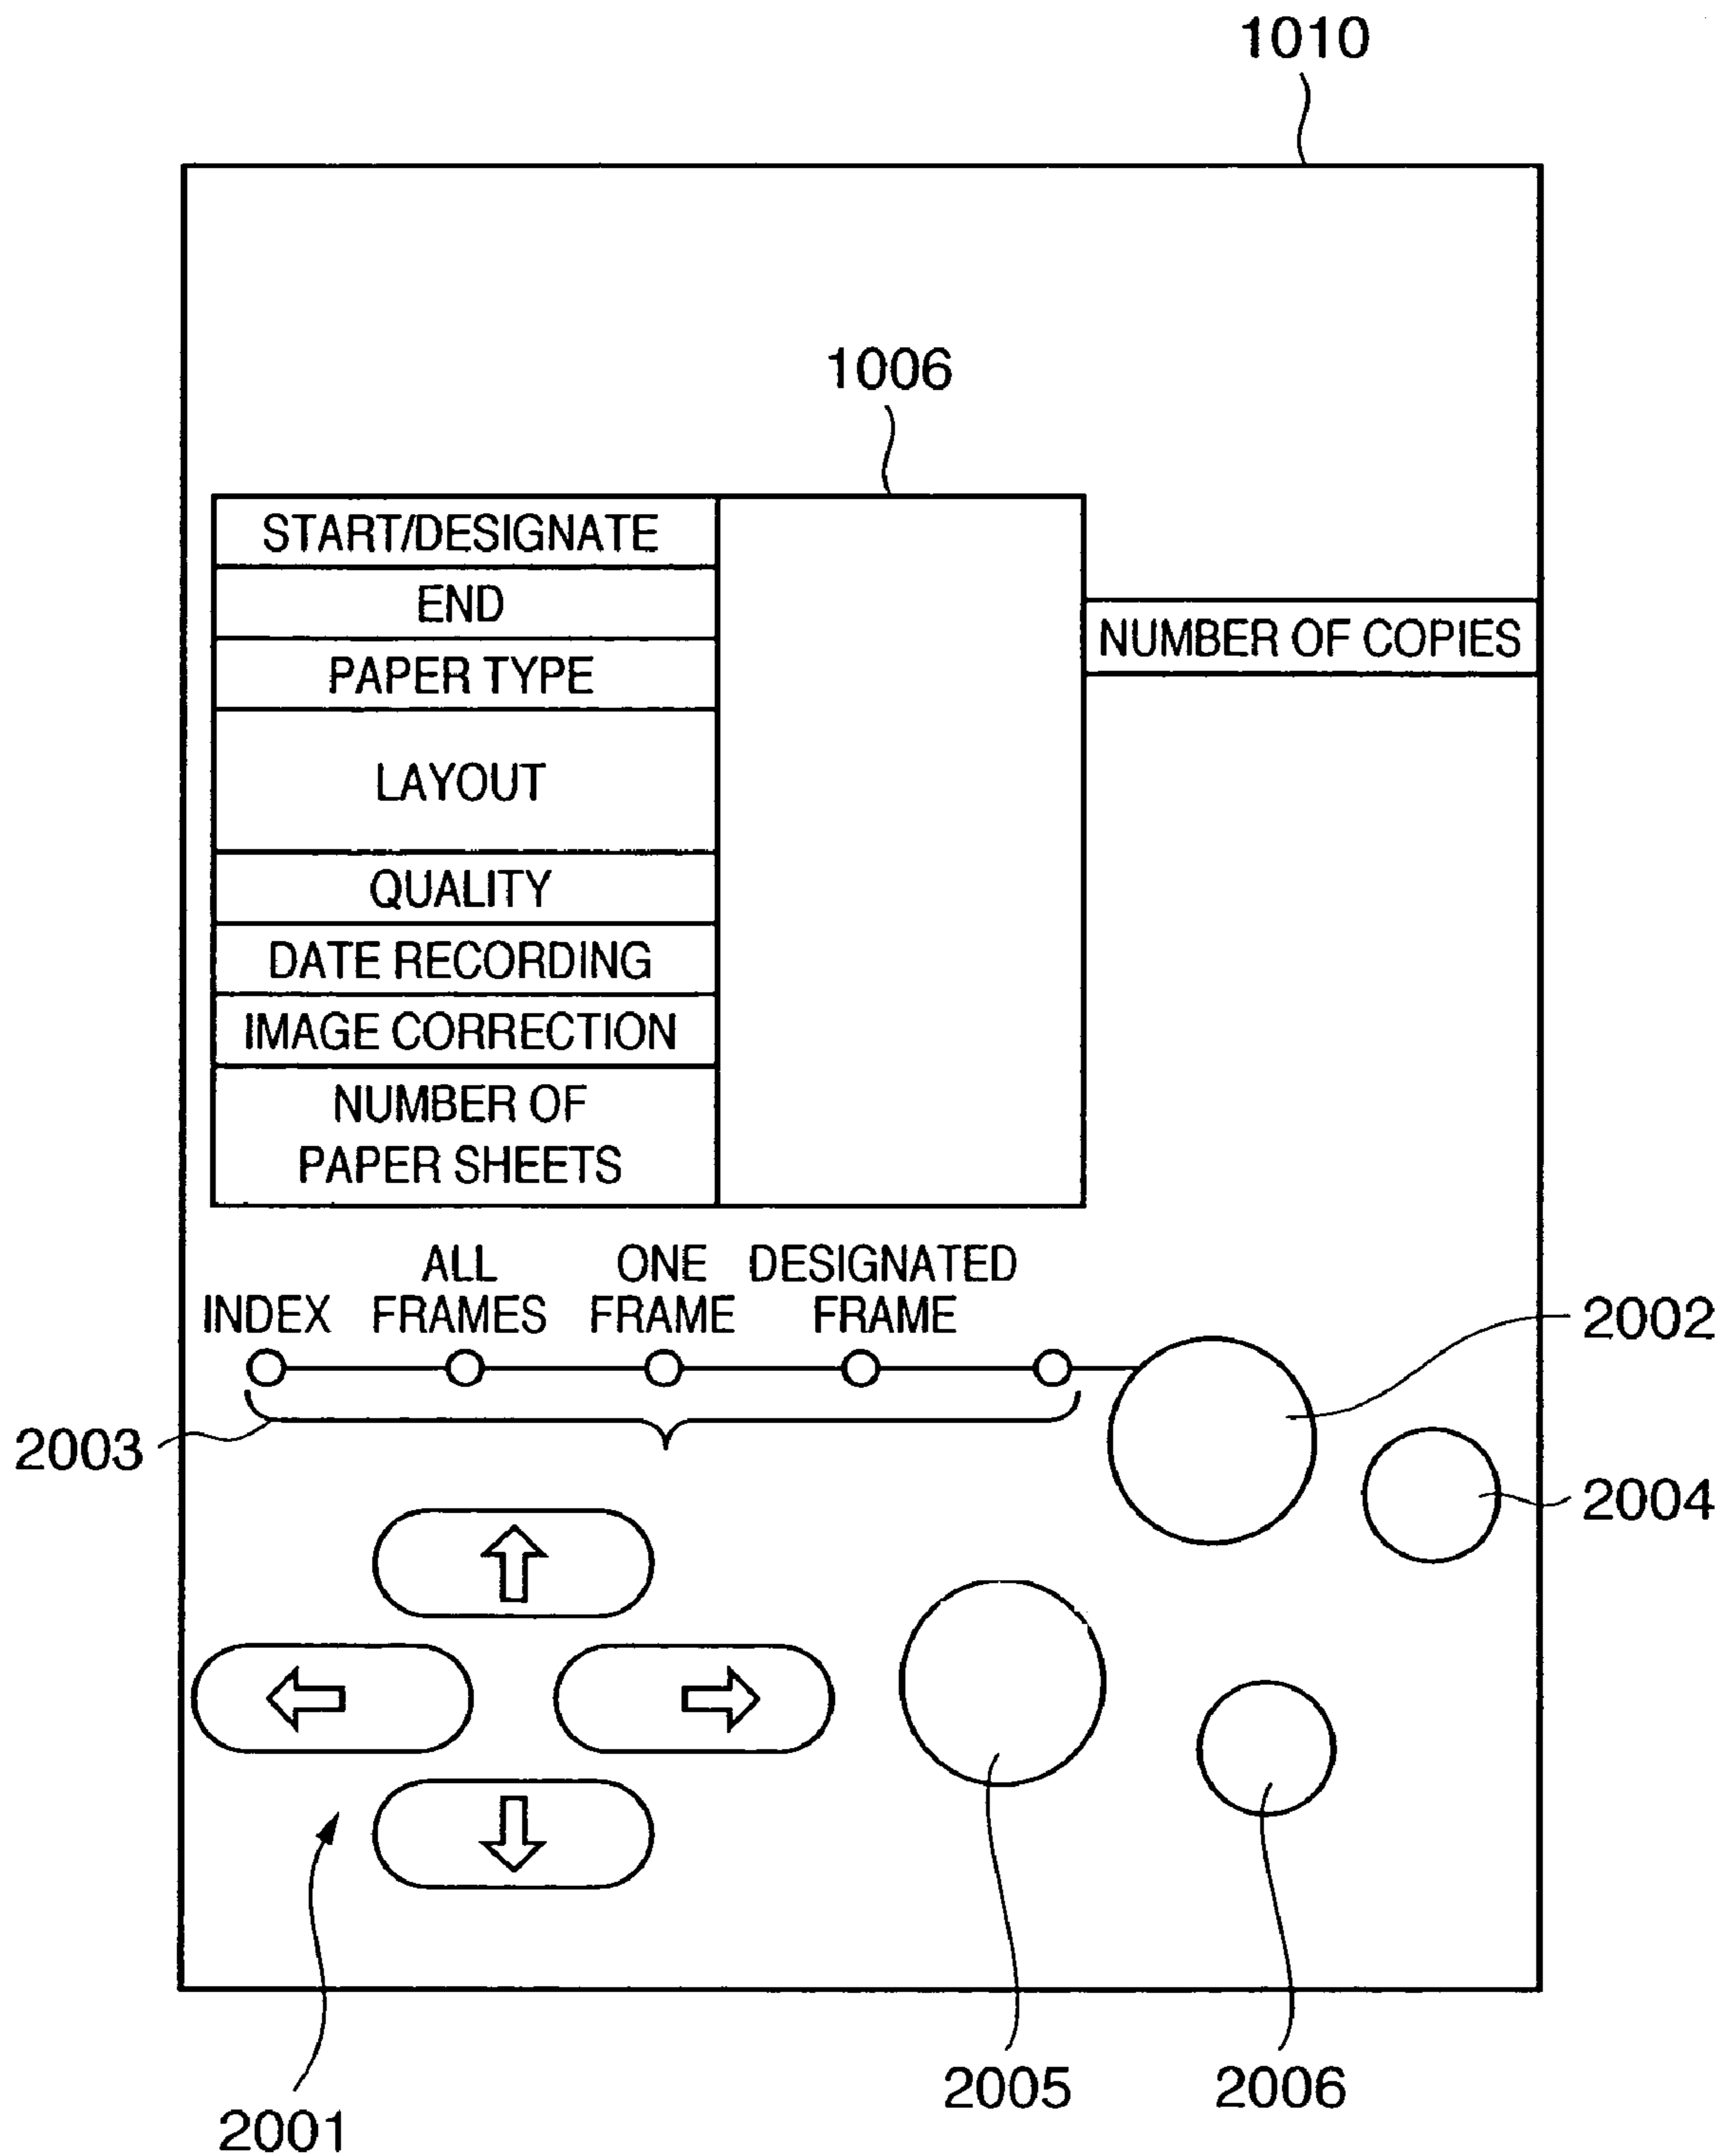 1010
1006
START/DESIGNATE
END
NUMBER OF COPIES
PAPER TYPE
LAYOUT
QUALITY
DATE RECORDING
IMAGE CORRECTION
NUMBER OF
PAPER SHEETS
INDEX
ALL
FRAMES
ONE
FRAME
DESIGNATED
FRAME
2002
2003
2004
2005
2006
2001